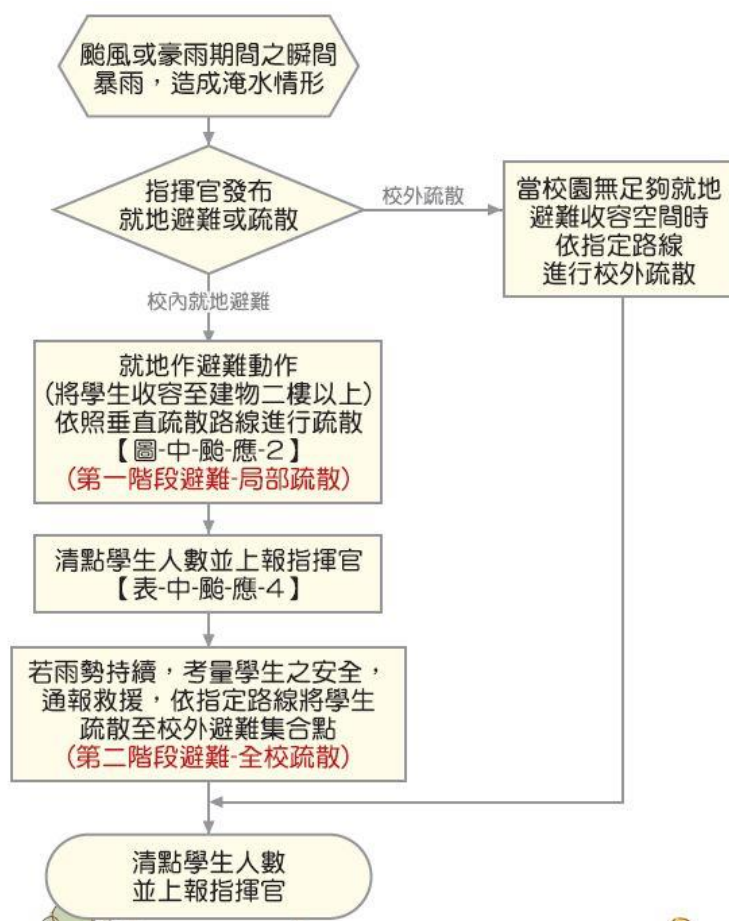 颱風或豪雨期間之瞬間
暴雨，造成淹水情形
指揮官發布
就地避難或疏散
校外疏散
當校園無足夠就地
避難收容空間時
依指定路線
進行校外疏散
校內就地避難
就地作避難動作
(將學生收容至建物二樓以上)
依照垂直疏散路線進行疏散
【圖-中-颱-應-2】
(第一階段避難-局部疏散)
清點學生人數並上報指揮官
【表-中-颱-應-4】
若雨勢持續，考量學生之安全，
通報救援，依指定路線將學生
疏散至校外避難集合點
(第二階段避難-全校疏散)
清點學生人數
並上報指揮官